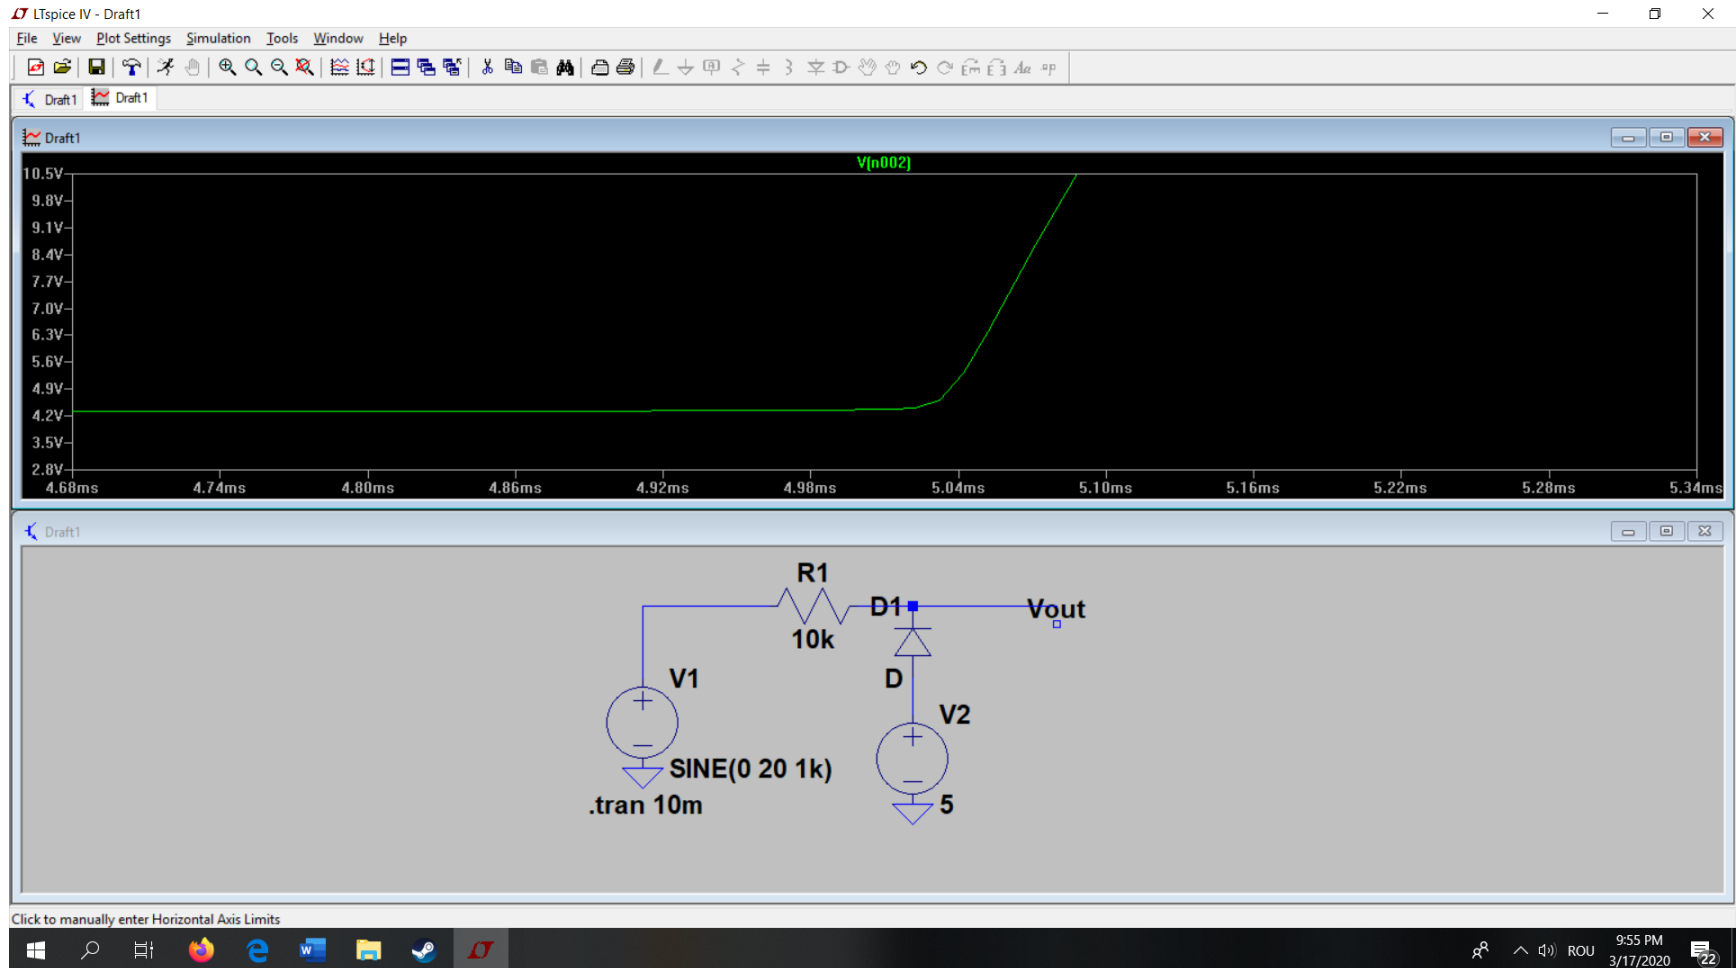 LTspice IV - Draft1
File View Plot Settings Simulation Tools Window Help
Draft1 Draft1
Draft1
V(n002)
10.5V
9.8V
9.1V
8.4V
7.7V
7.0V
6.3V
5.6V
4.9V
4.2V
3.5V
2.8V
4.68ms 4.74ms 4.80ms 4.86ms 4.92ms 4.98ms 5.04ms 5.10ms 5.16ms 5.22ms 5.28ms 5.34ms
Draft1
R1
D1 Vout
10k
V1 D
V2
SINE(0 20 1k)
.tran 10m 5
Click to manually enter Horizontal Axis Limits
9:55 PM
ROU
3/17/2020
22